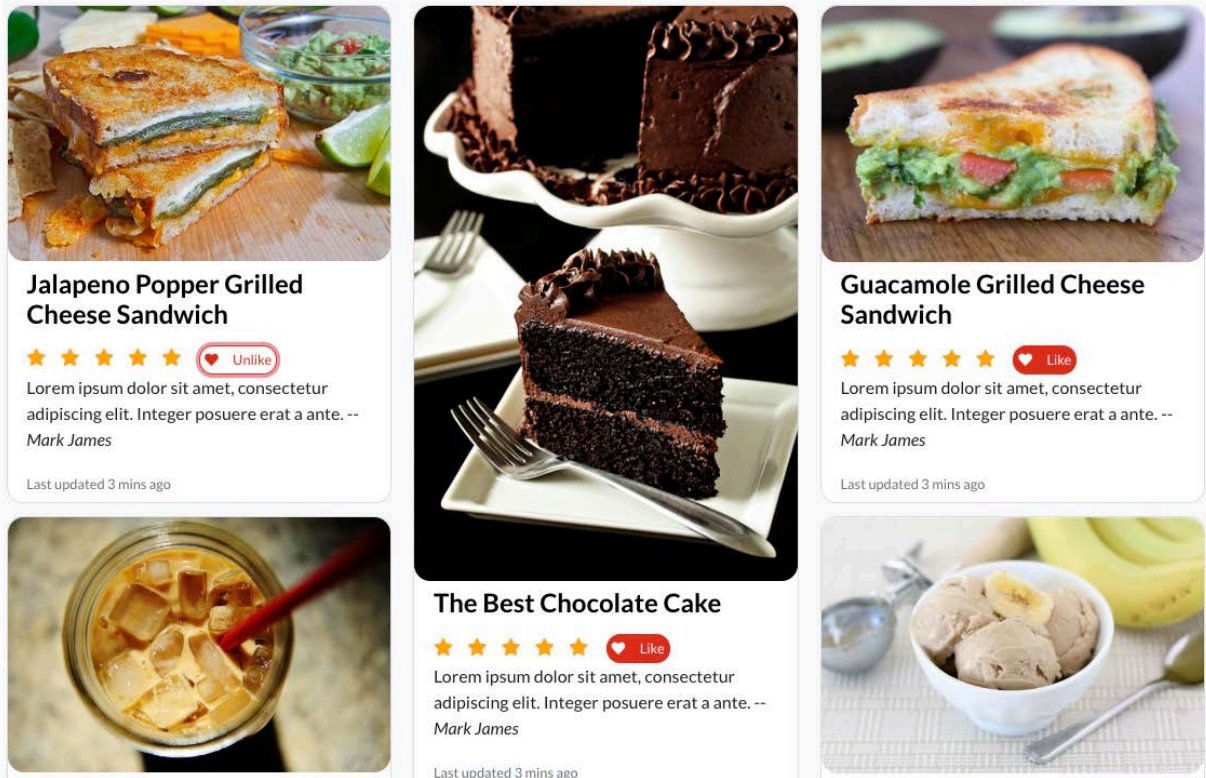 Jalapeno Popper Grilled
Cheese Sandwich
Unlike
Lorem ipsum dolor sit amet, consectetur
adipiscing elit. Integer posuere erat a ante. --
Mark James
Last updated 3 mins ago
The Best Chocolate Cake
Like
Lorem ipsum dolor sit amet, consectetur
adipiscing elit. Integer posuere erat a ante. --
Mark James
Last updated 3 mins ago
Guacamole Grilled Cheese
Sandwich
Like
Lorem ipsum dolor sit amet, consectetur
adipiscing elit. Integer posuere erat a ante. --
Mark James
Last updated 3 mins ago